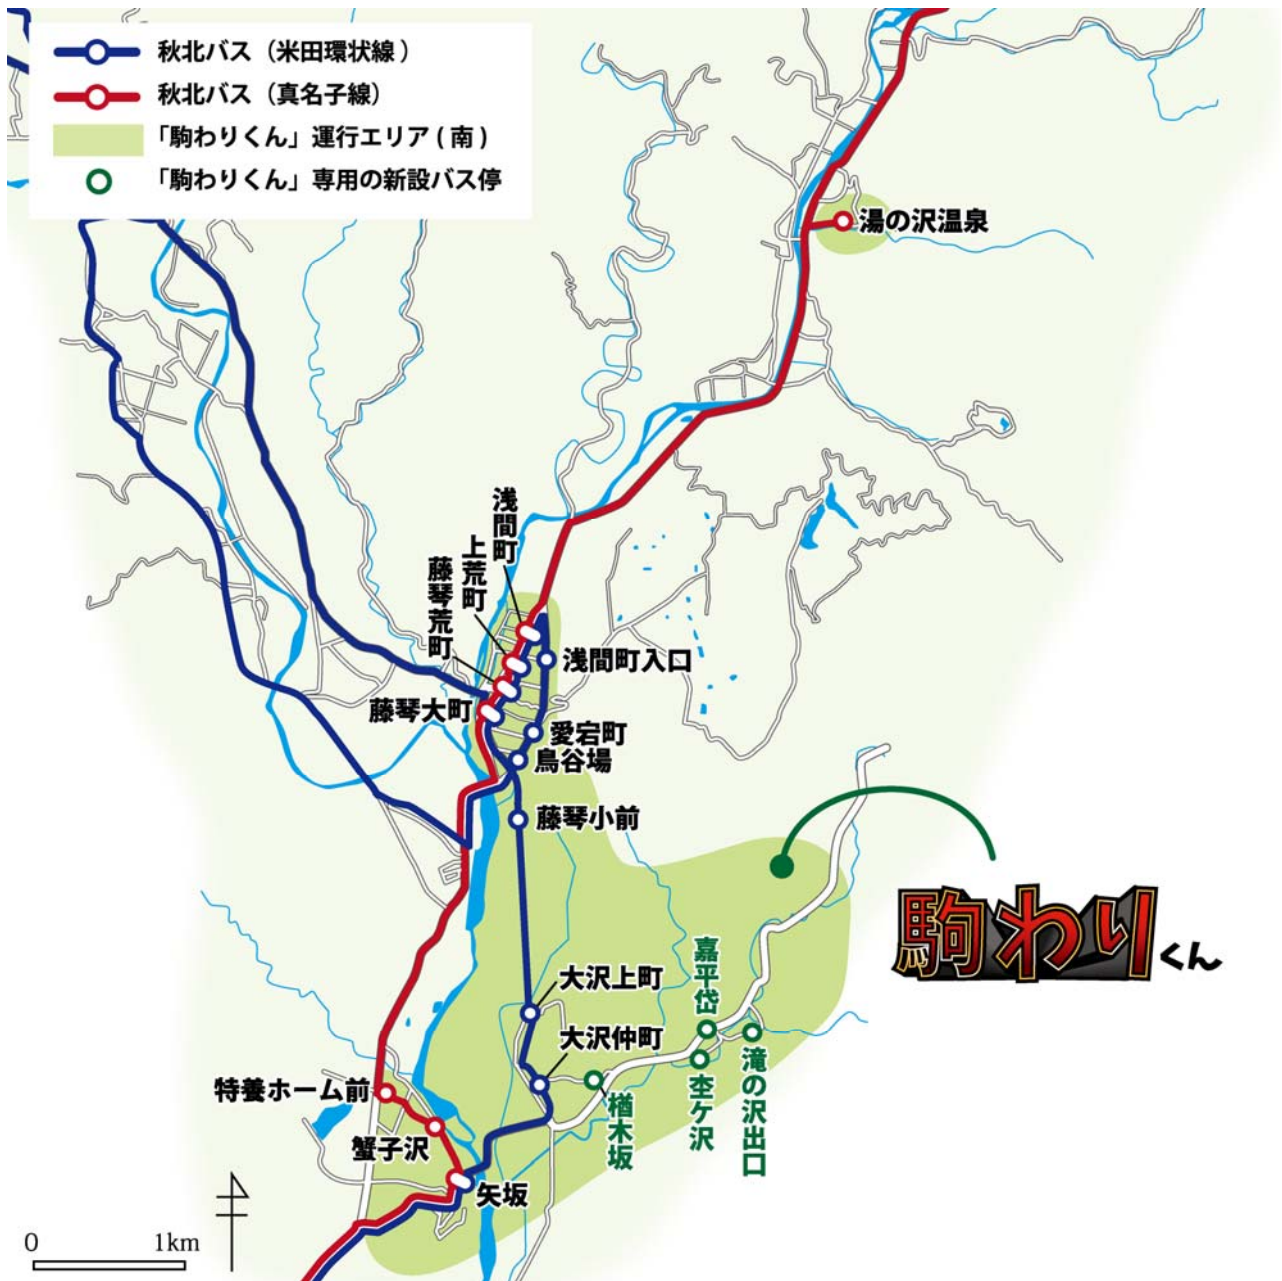 秋北バス（米田環状線）
秋北バス（真名子線）
「駒わりくん」運行エリア(南)
「駒わりくん」専用の新設バス停
湯の沢温泉
浅間町
上荒町
藤琴荒町
浅間町入口
藤琴大町
愛宕町
鳥谷場
藤琴小前
駒わりくん
嘉平岱
大沢上町
大沢仲町
滝の沢出口
杢ケ沢
楢木坂
特養ホーム前
蟹子沢
矢坂
0 1km